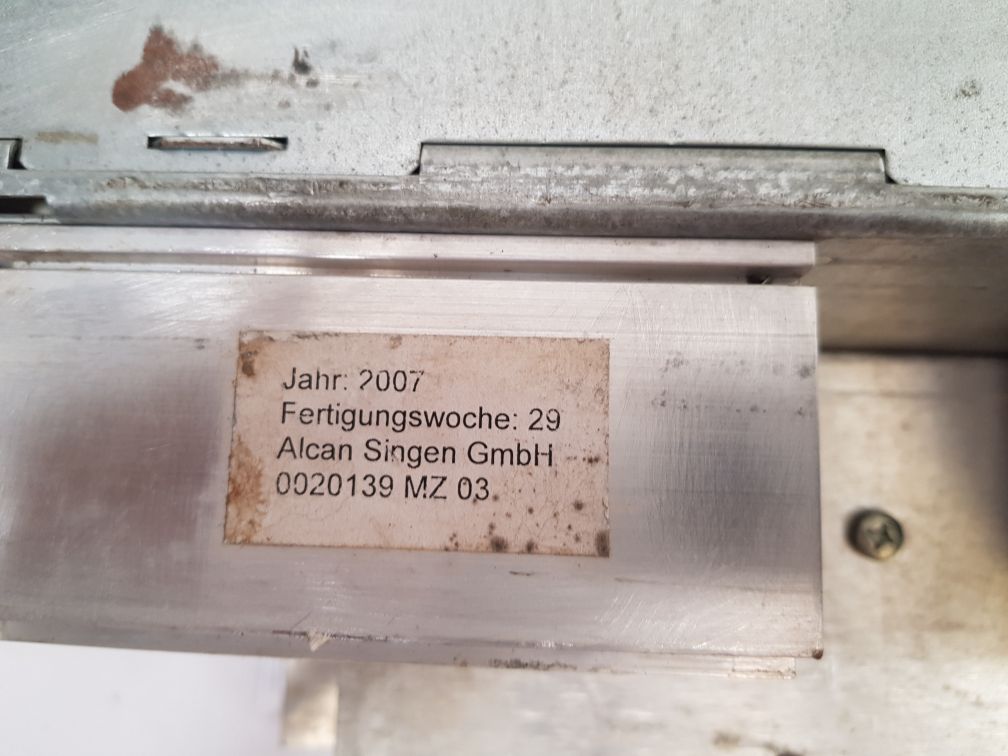 Jahr: 2007
Fertigungswoche: 29
Alcan Singen GmbH
0020139 MZ 03